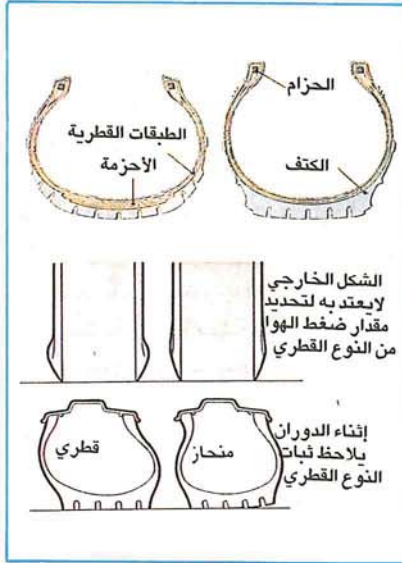 الحزام
الطبقات القطرية
الأحزمة
الكتف
الشكل الخارجي
لايعتد به لتحديد
مقدار ضغط الهوا
من النوع القطري
إثناء الدوران
يلاحظ ثبات
النوع القطري
منحاز
قطري